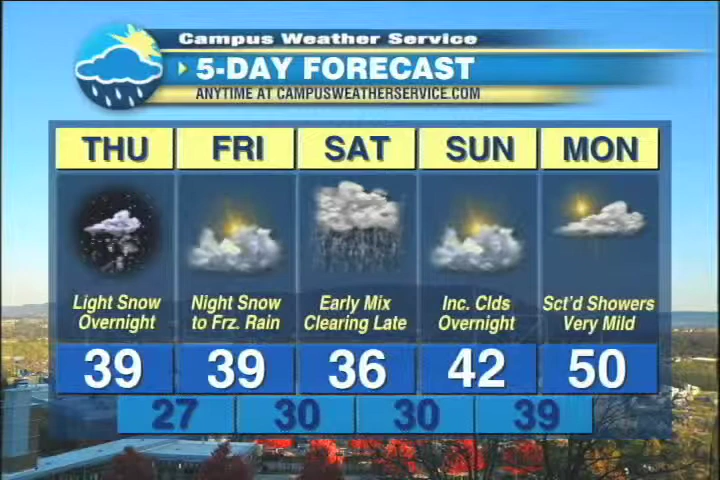 Campus Weather Service
5-DAY FORECAST
ANYTIME AT CAMPUSWEATHERSERVICE.COM
THU FRI SAT SUN MON
Light Snow Overnight
Night Snow to Frz. Rain
Early Mix Clearing Late
Inc. Clds Overnight
Sct'd Showers Very Mild
39 39 36 42 50
27 30 30 39